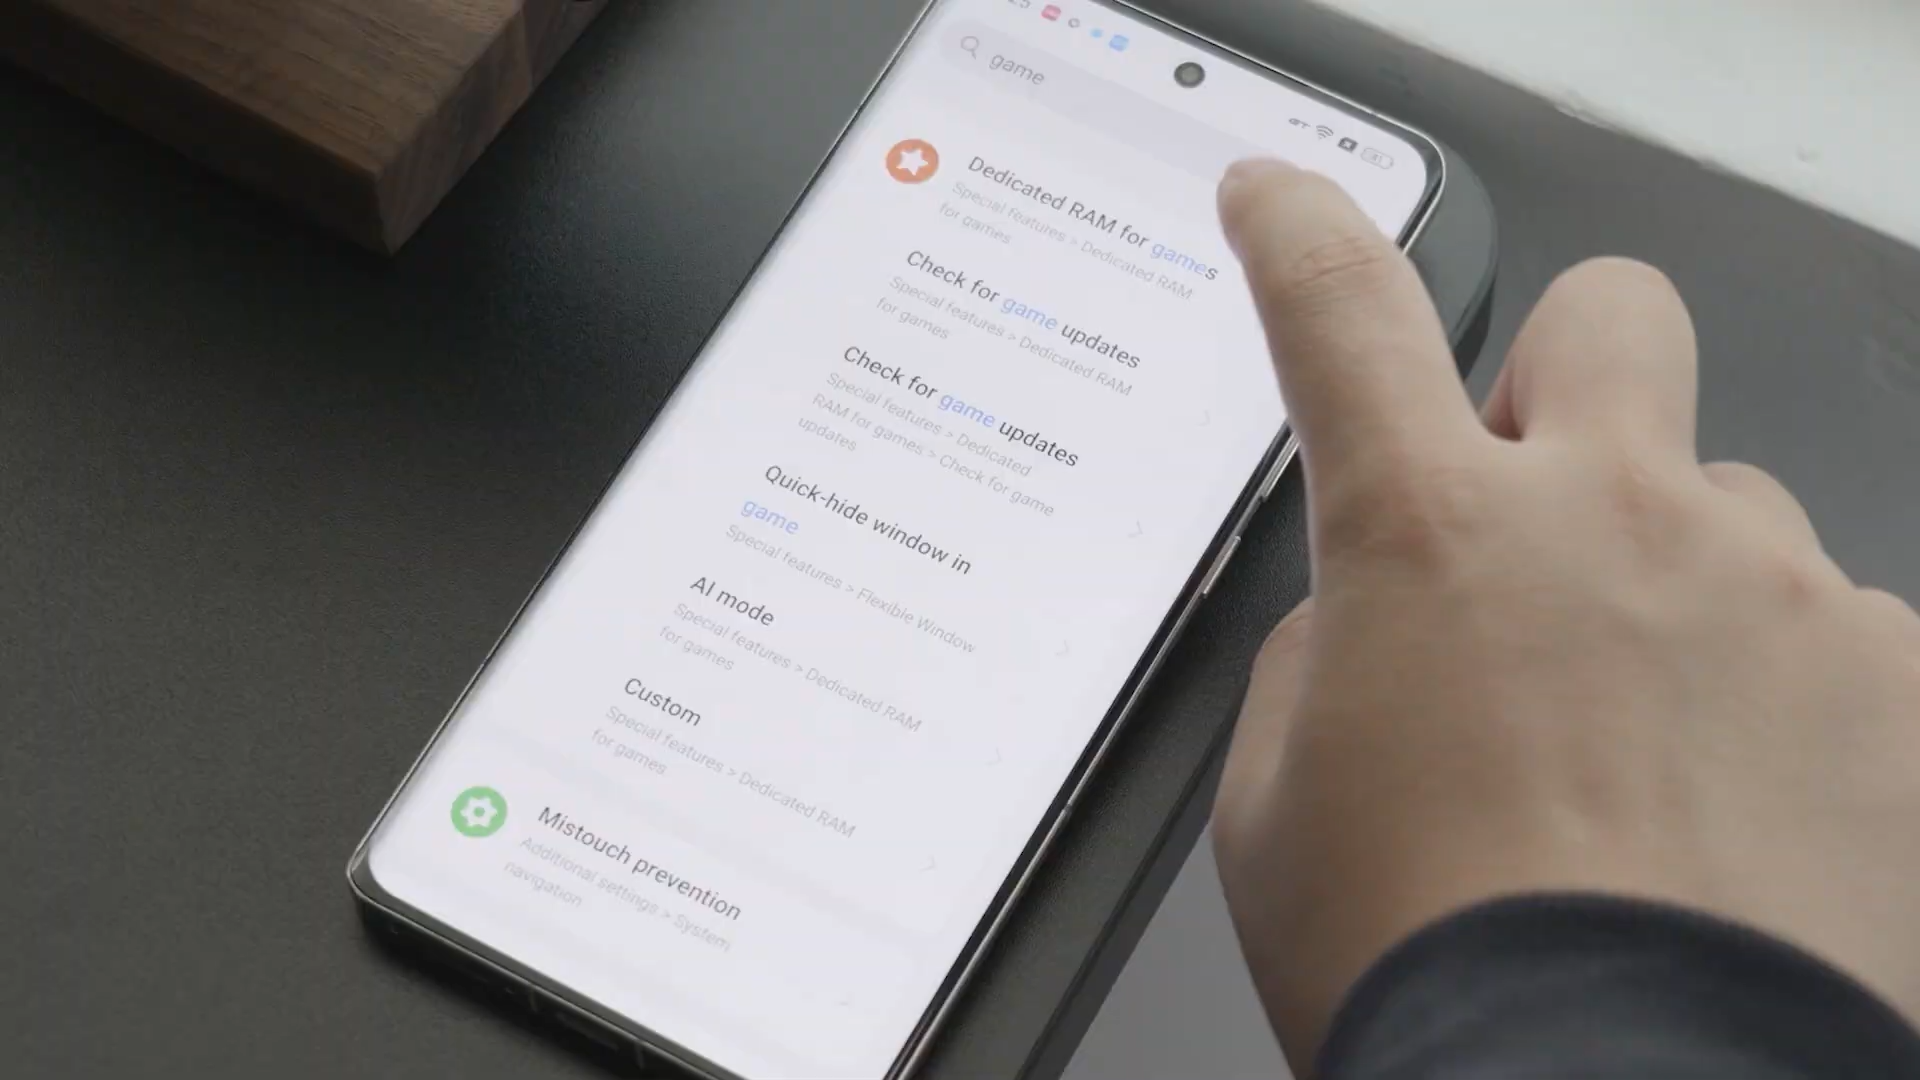 game
Dedicated RAM for games
Special features > Dedicated RAM
for games
Check for game updates
Special features > Dedicated RAM
for games
Check for game updates
Special features > Dedicated
RAM for games > Check for game
updates
Quick-hide window in
game
Special features > Flexible Window
AI mode
Special features > Dedicated RAM
for games
Custom
Special features > Dedicated RAM
for games
Mistouch prevention
Additional settings > System
navigation